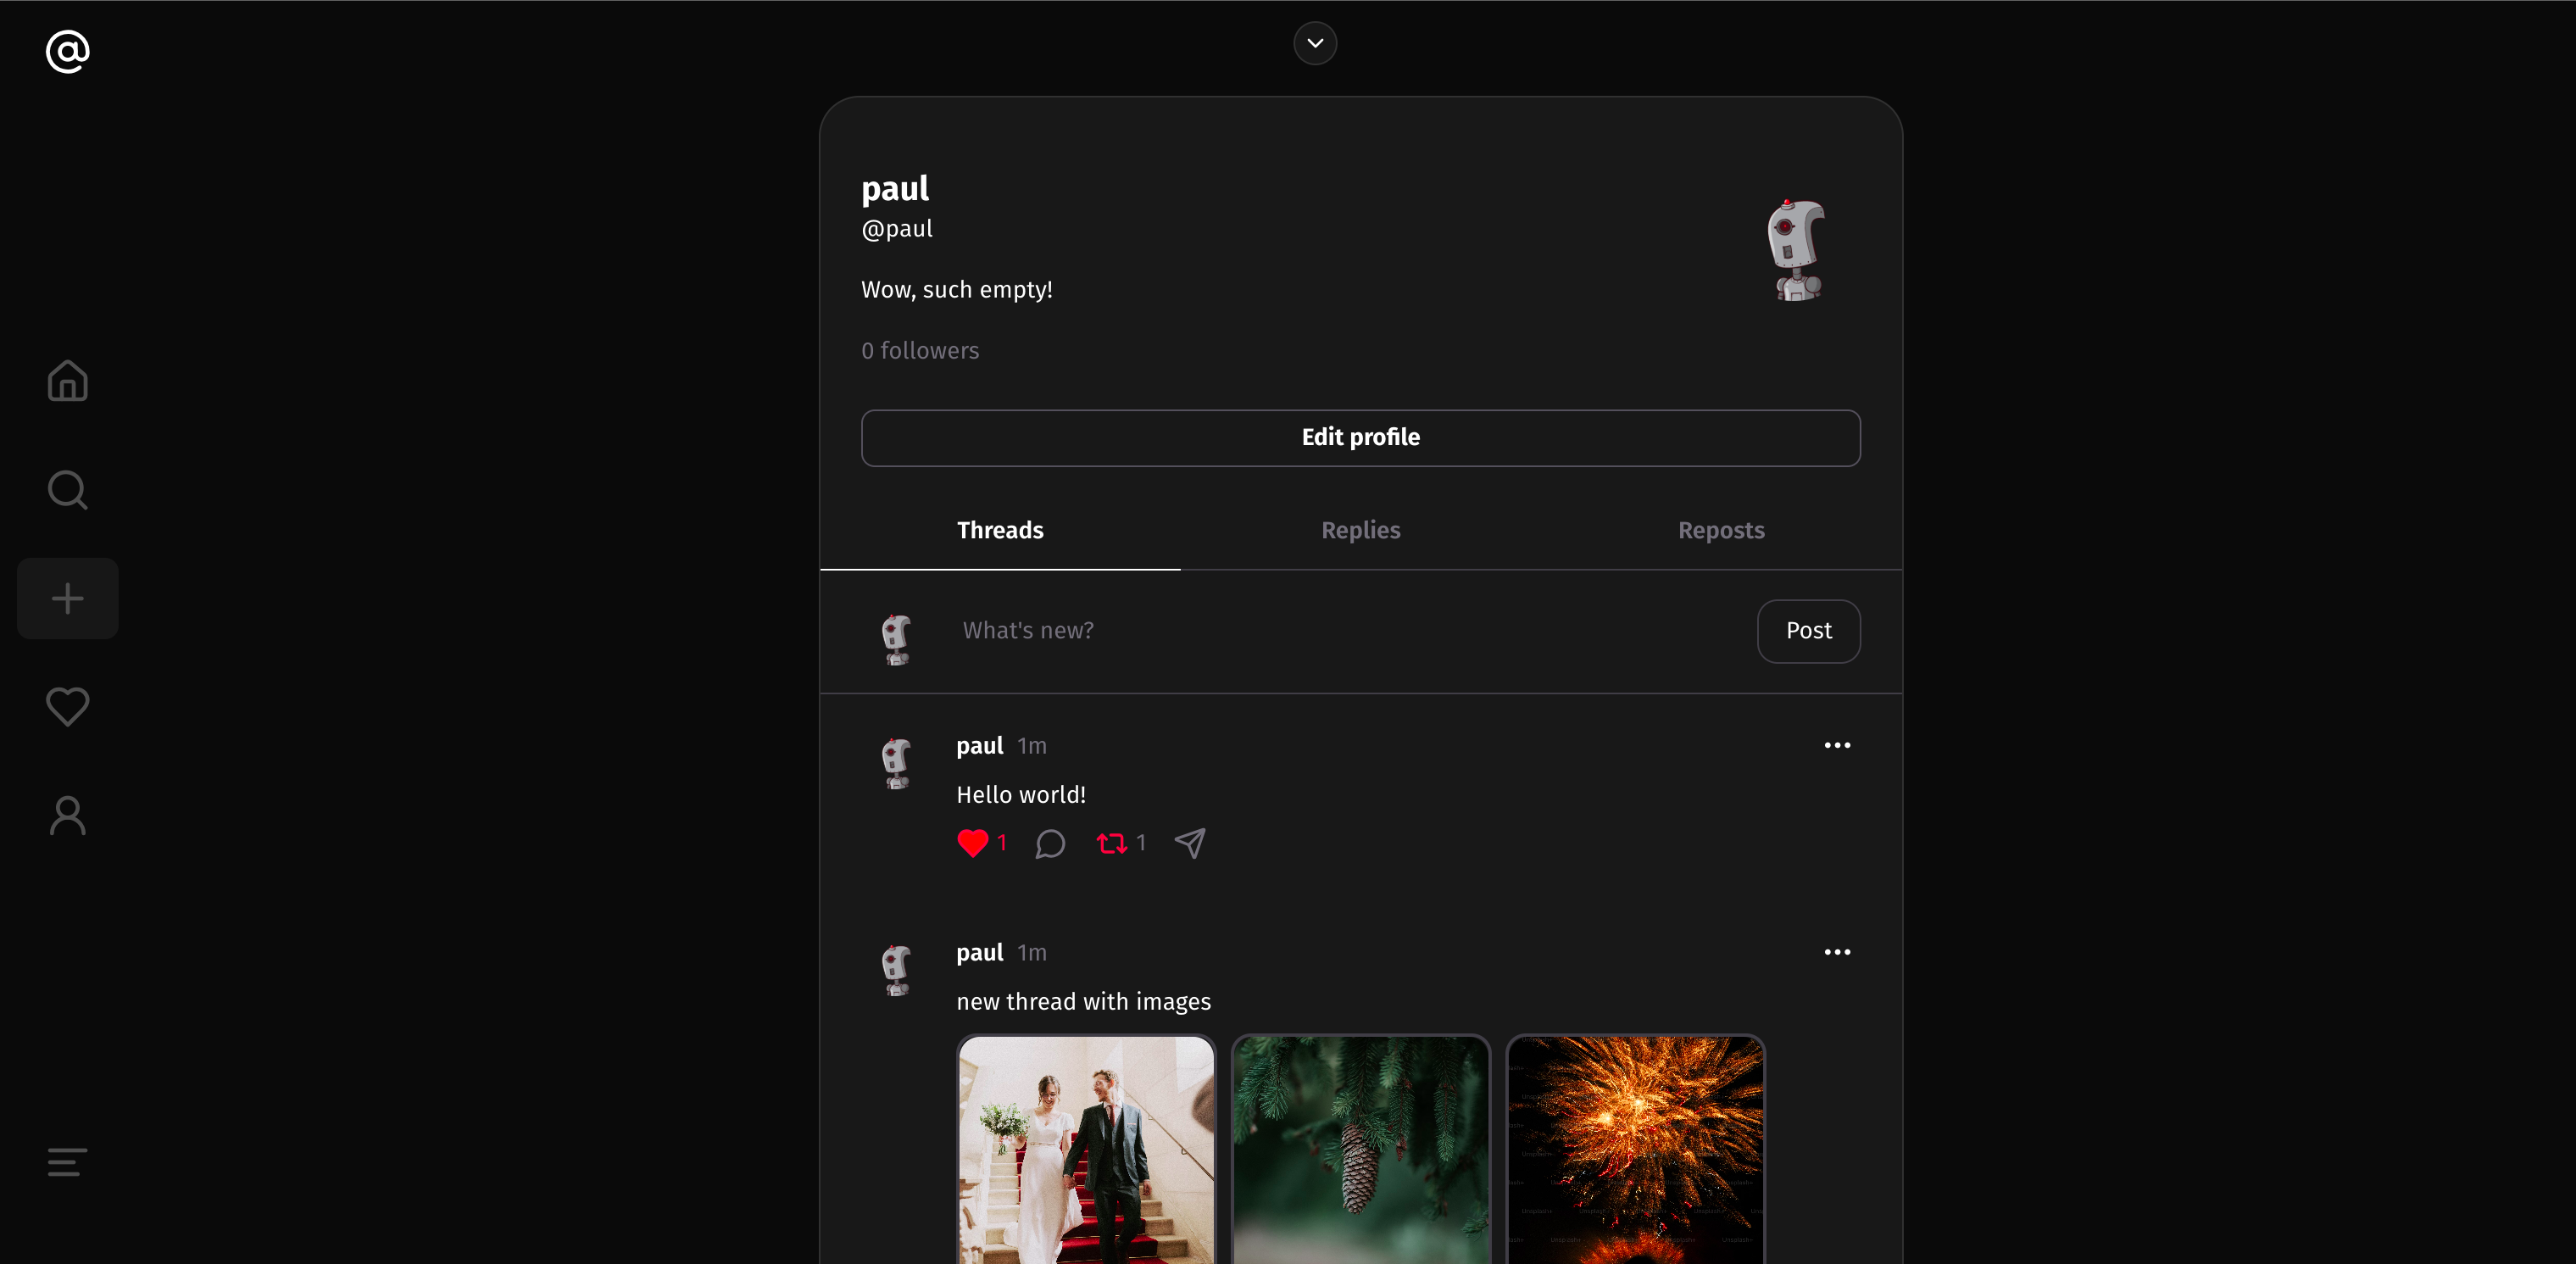 paul
@paul
Wow, such empty!
0 followers
Edit profile
Threads Replies Reposts
What's new? Post
paul 1m
Hello world!
1 1
paul 1m
new thread with images